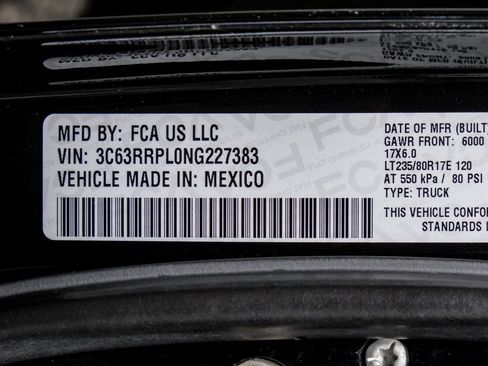 MFD BY: FCA US LLC
VIN: 3C63RRPL0NG227383
VEHICLE MADE IN: MEXICO
DATE OF MFR (BUILT)
GAWR FRONT: 6000
17X6.0
LT235/80R17E 120
AT 550 kPa / 80 PSI
TYPE: TRUCK
THIS VEHICLE CONFOR
STANDARDS